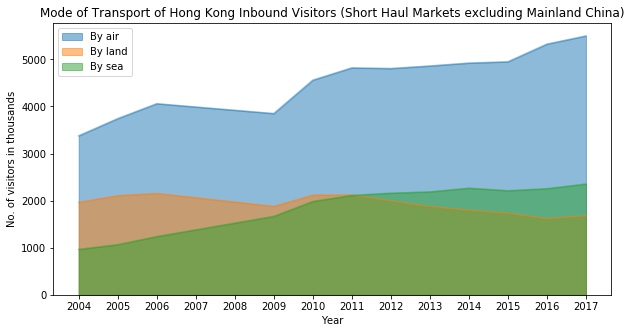 Mode of Transport of Hong Kong Inbound Visitors (Short Haul Markets excluding Mainland China)
By air
By land
By sea
No. of visitors in thousands
5000
4000
3000
2000
1000
0
2004 2005 2006 2007 2008 2009 2010 2011 2012 2013 2014 2015 2016 2017
Year